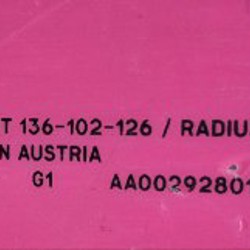 T 136-102-126 / RADIU
N AUSTRIA
G1 AA00292801